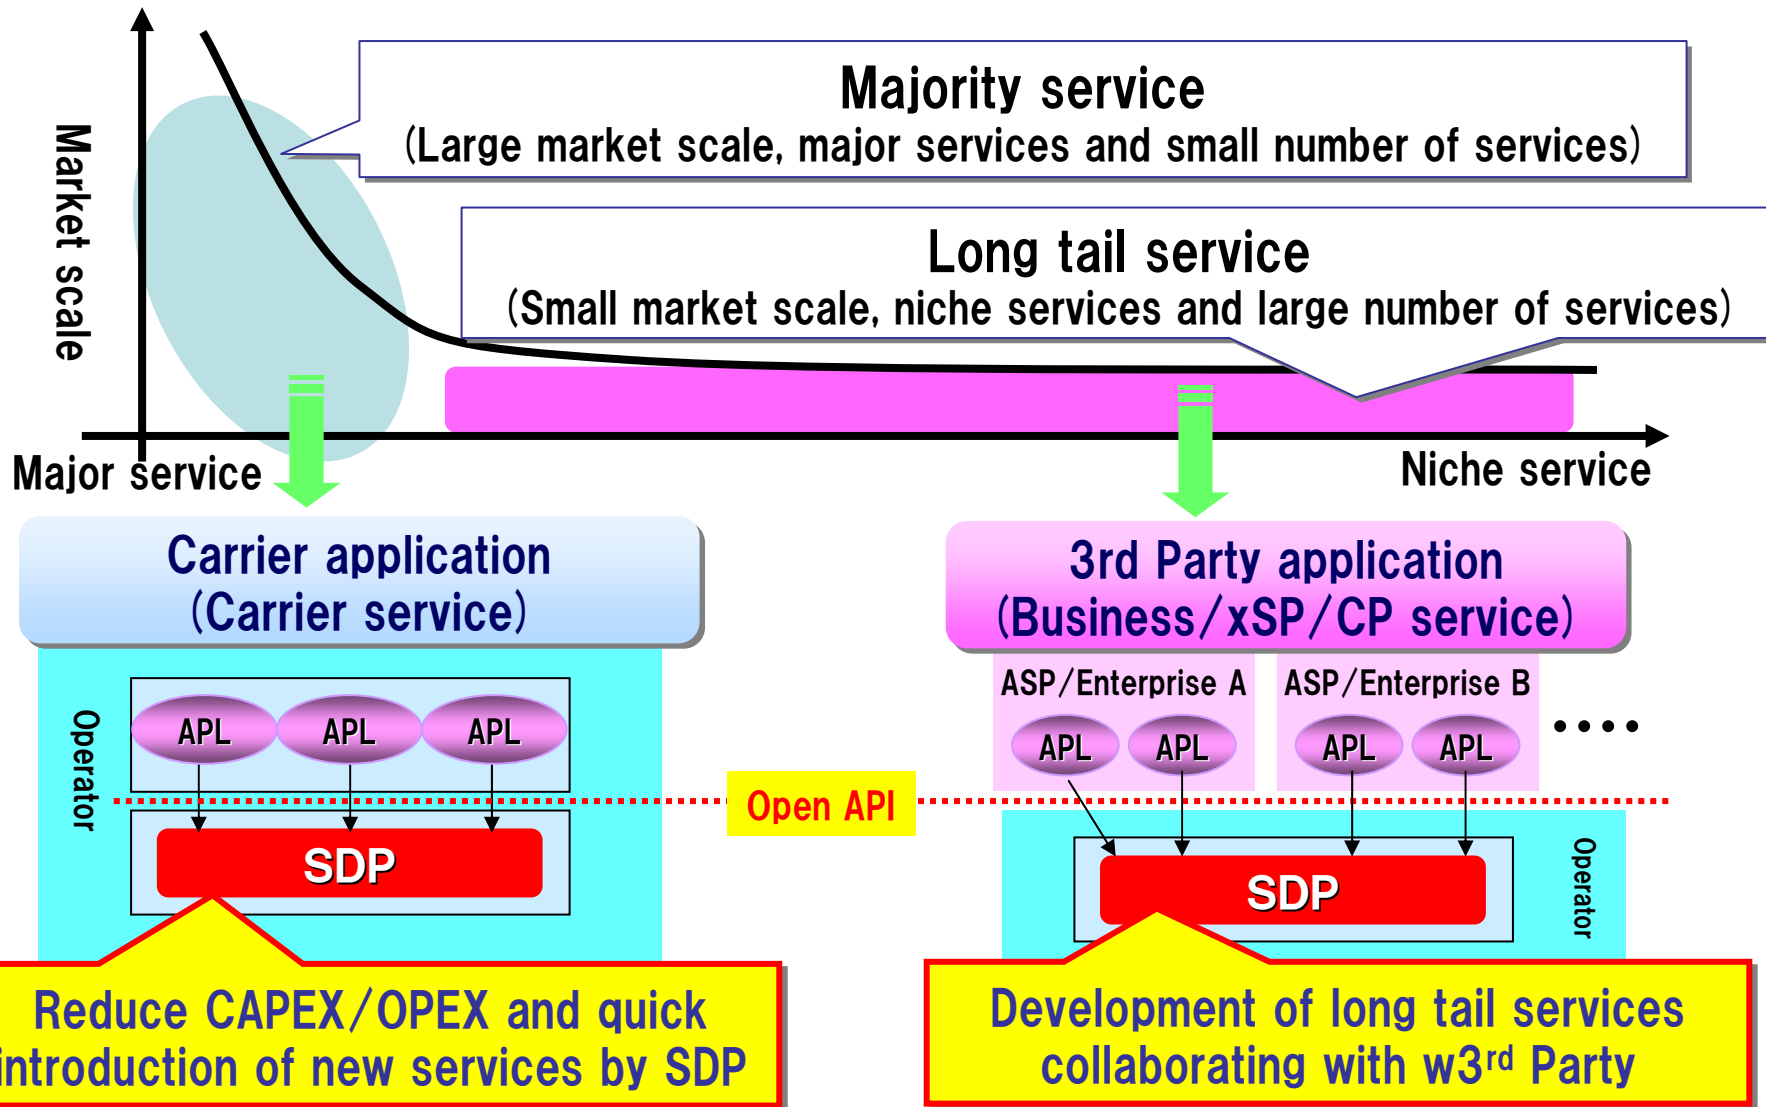 Market scale
Majority service
(Large market scale, major services and small number of services)
Long tail service
(Small market scale, niche services and large number of services)
Major service
Niche service
Carrier application
(Carrier service)
3rd Party application
(Business/xSP/CP service)
Operator
APL APL APL
SDP
Open API
ASP/Enterprise A
ASP/Enterprise B
APL APL
APL APL
••••
SDP
Operator
Reduce CAPEX/OPEX and quick
introduction of new services by SDP
Development of long tail services
collaborating with w3rd Party